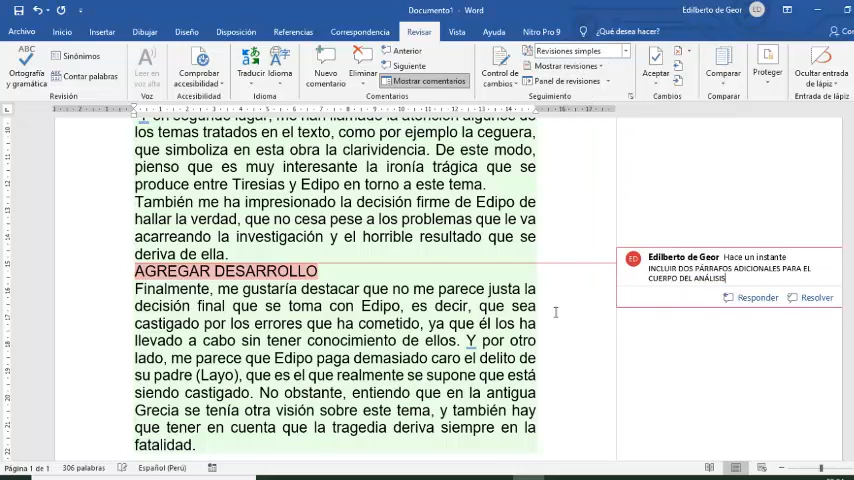 Documento1 - Word
Edilberto de Geor
ED
Archivo Inicio Insertar Dibujar Diseño Disposición Referencias Correspondencia Revisar Vista Ayuda Nitro Pro 9 ¿Qué desea hacer?
ABC
Ortografía y gramática
Sinónimos
Contar palabras
Revisión
Leer en voz alta
Voz
Comprobar accesibilidad
Accesibilidad
Traducir
Idioma
Idioma
Nuevo comentario
Eliminar
Anterior
Siguiente
Mostrar comentarios
Comentarios
Control de cambios
Revisiones simples
Mostrar revisiones
Panel de revisiones
Seguimiento
Aceptar
Cambios
Comparar
Comparar
Proteger
Ocultar entrada de lápiz
Entrada de lápiz
los temas tratados en el texto, como por ejemplo la ceguera,
que simboliza en esta obra la clarividencia. De este modo,
pienso que es muy interesante la ironía trágica que se
produce entre Tiresias y Edipo en torno a este tema.
También me ha impresionado la decisión firme de Edipo de
hallar la verdad, que no cesa pese a los problemas que le va
acarreando la investigación y el horrible resultado que se
deriva de ella.
AGREGAR DESARROLLO
Finalmente, me gustaría destacar que no me parece justa la
decisión final que se toma con Edipo, es decir, que sea
castigado por los errores que ha cometido, ya que él los ha
llevado a cabo sin tener conocimiento de ellos. Y por otro
lado, me parece que Edipo paga demasiado caro el delito de
su padre (Layo), que es el que realmente se supone que está
siendo castigado. No obstante, entiendo que en la antigua
Grecia se tenía otra visión sobre este tema, y también hay
que tener en cuenta que la tragedia deriva siempre en la
fatalidad.
ED
Edilberto de Geor Hace un instante
INCLUIR DOS PÁRRAFOS ADICIONALES PARA EL
CUERPO DEL ANÁLISIS
Responder Resolver
Página 1 de 1 306 palabras Español (Perú)